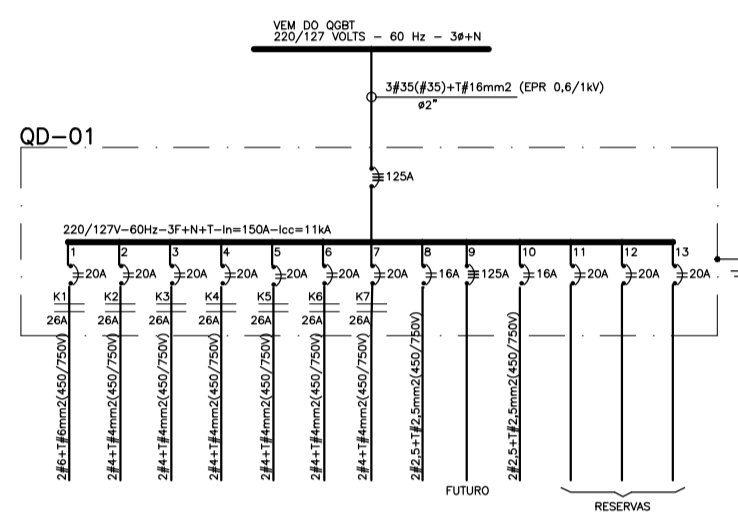 VEM DO QGBT
220/127 VOLTS – 60 Hz – 3ø+N
3#35(#35)+T#16mm2 (EPR 0,6/1kV)
ø2"
QD–01
125A
220/127V–60Hz–3F+N+T–In=150A–Icc=11kA
1 2 3 4 5 6 7 8 9 10 11 12 13
20A 20A 20A 20A 20A 20A 20A 16A 125A 16A 20A 20A 20A
K1 K2 K3 K4 K5 K6 K7
26A 26A 26A 26A 26A 26A 26A
2#6+T#6mm2(450/750V)
2#4+T#4mm2(450/750V)
2#4+T#4mm2(450/750V)
2#4+T#4mm2(450/750V)
2#4+T#4mm2(450/750V)
2#4+T#4mm2(450/750V)
2#4+T#4mm2(450/750V)
2#2,5+T#2,5mm2(450/750V)
2#2,5+T#2,5mm2(450/750V)
FUTURO
RESERVAS